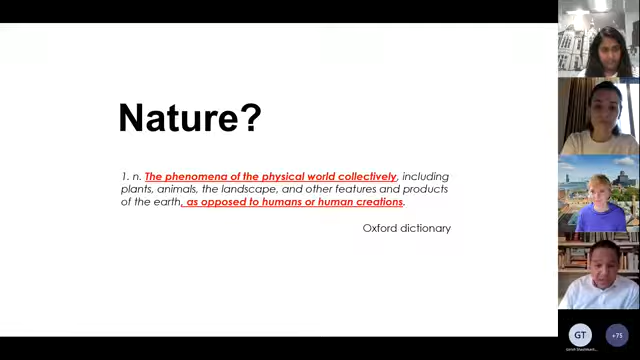 Nature?
1. n. The phenomena of the physical world collectively, including
plants, animals, the landscape, and other features and products
of the earth, as opposed to humans or human creations.
Oxford dictionary
GT
+75